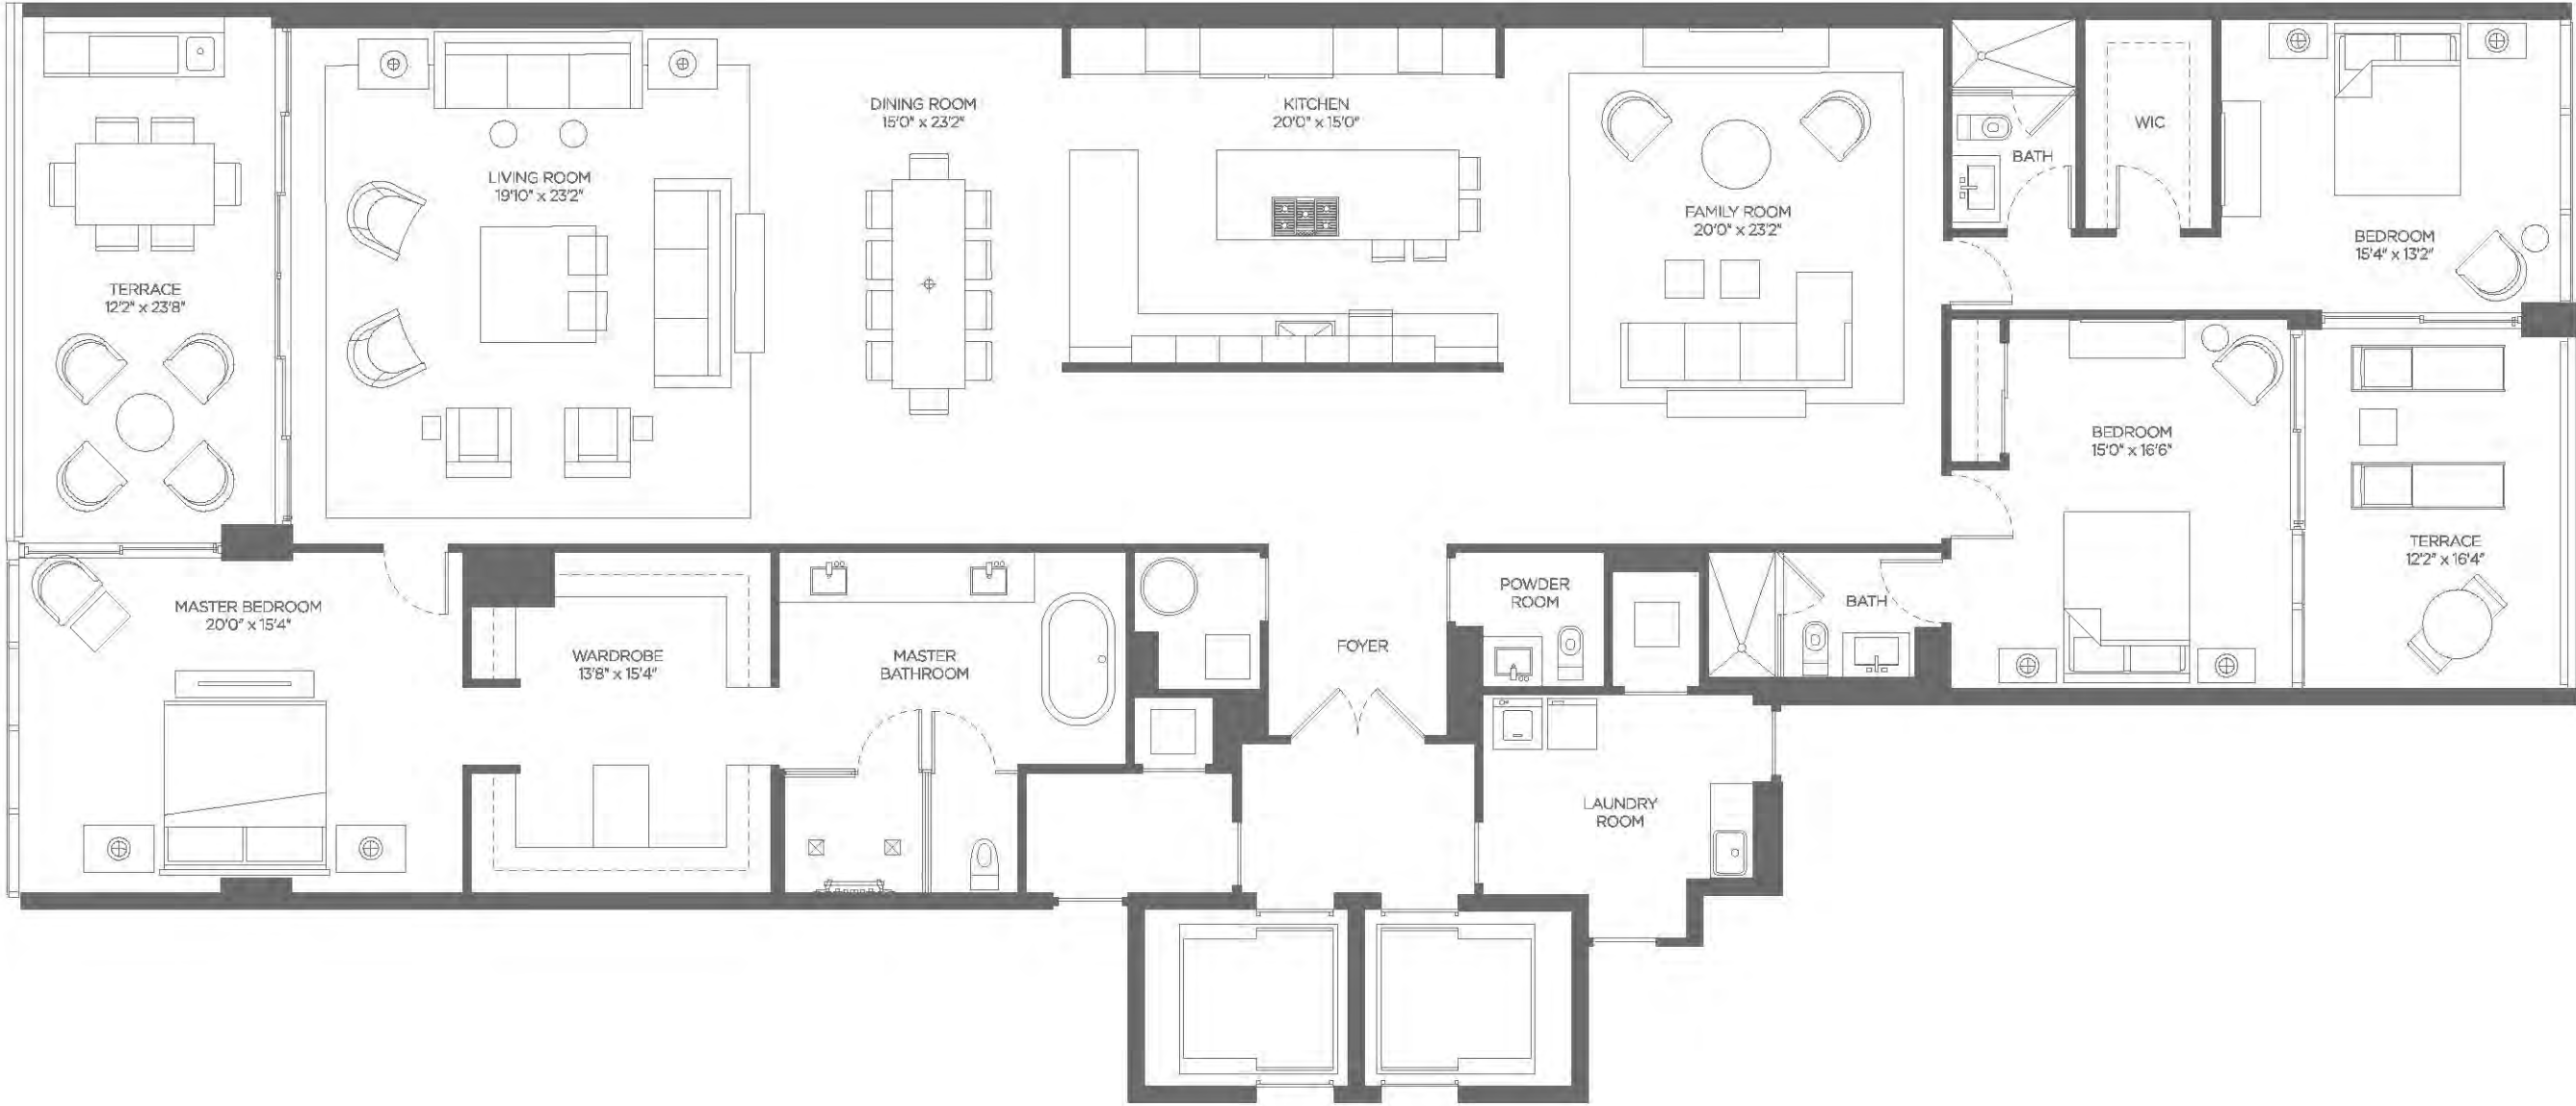 DINING ROOM
15'0" x 23'2"
KITCHEN
20'0" x 15'0"
WIC
BATH
LIVING ROOM
19'10" x 23'2"
FAMILY ROOM
20'0" x 23'2"
BEDROOM
15'4" x 13'2"
TERRACE
12'2" x 23'8"
BEDROOM
15'0" x 16'6"
TERRACE
12'2" x 16'4"
MASTER BEDROOM
20'0" x 15'4"
WARDROBE
13'8" x 15'4"
MASTER
BATHROOM
FOYER
POWDER
ROOM
BATH
LAUNDRY
ROOM